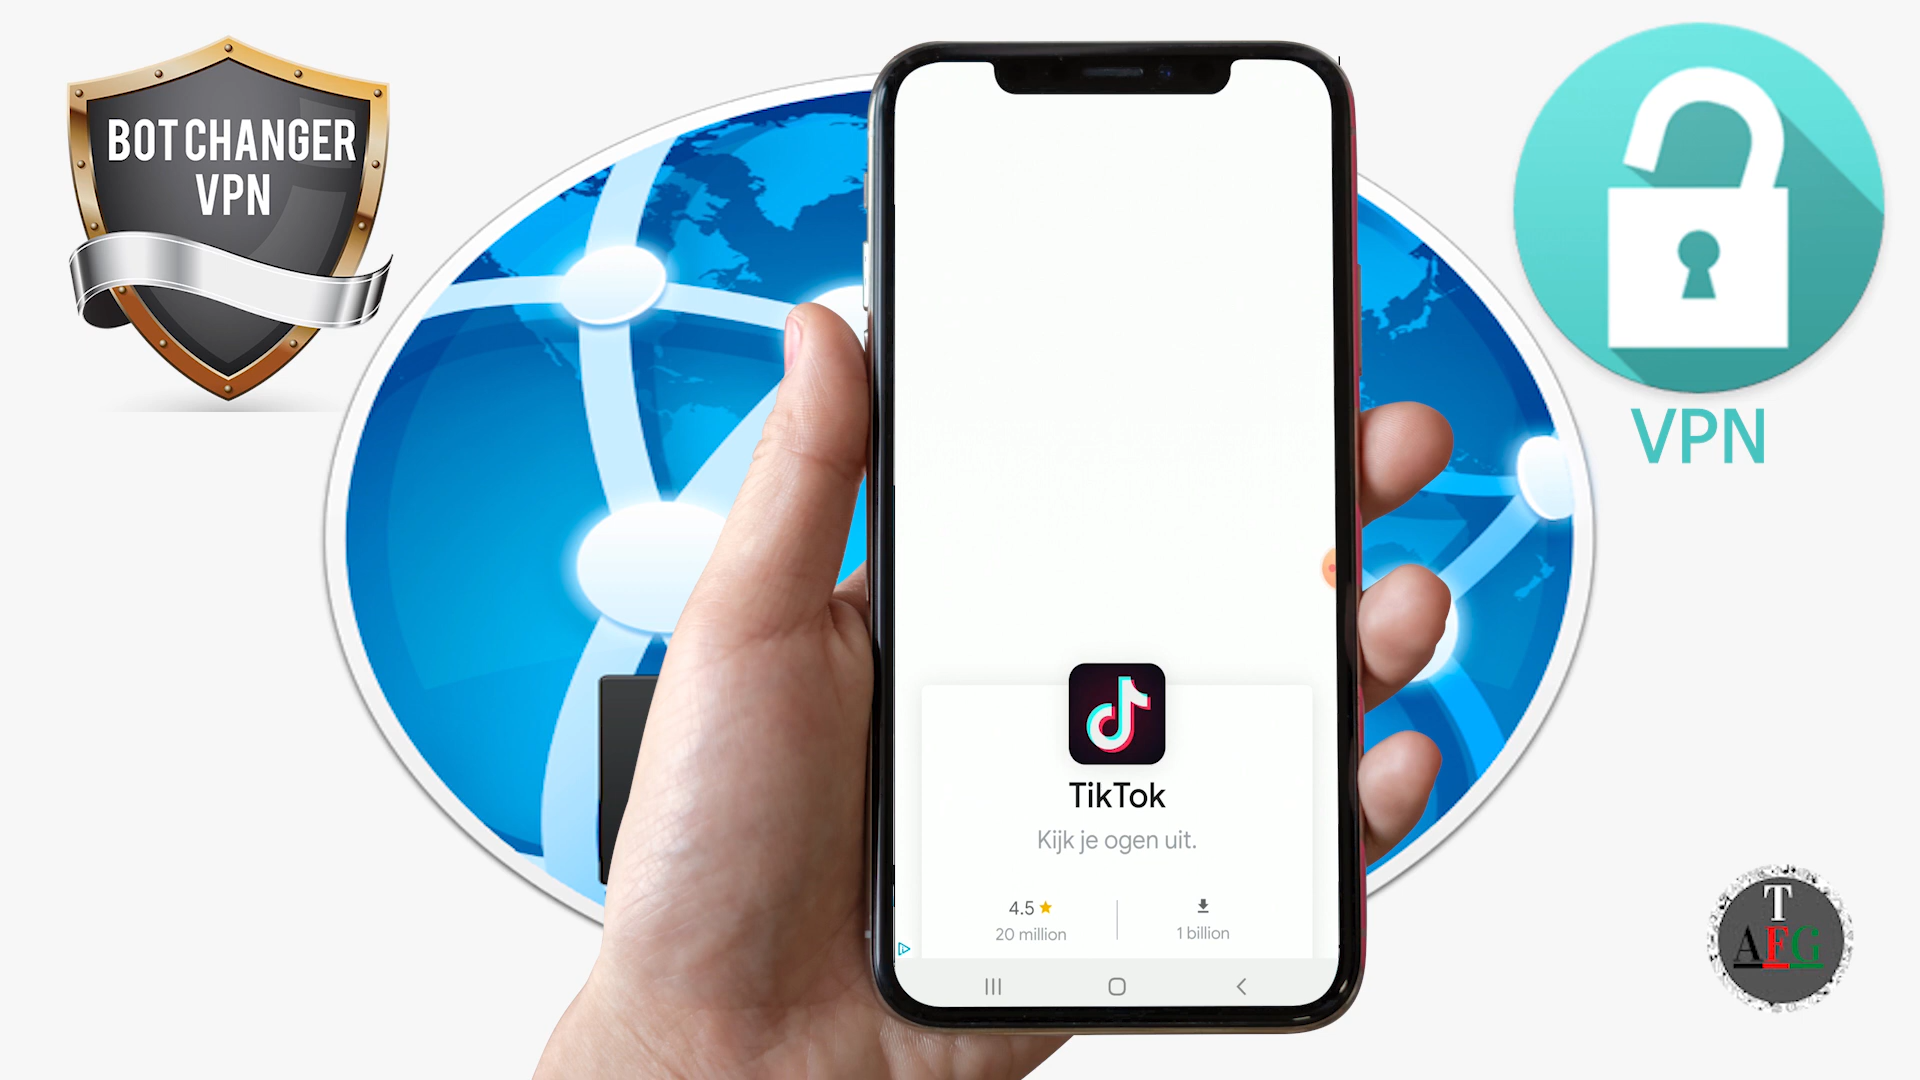 BOT CHANGER
VPN
VPN
TikTok
Kijk je ogen uit.
4.5
20 million
1 billion
T
AFG